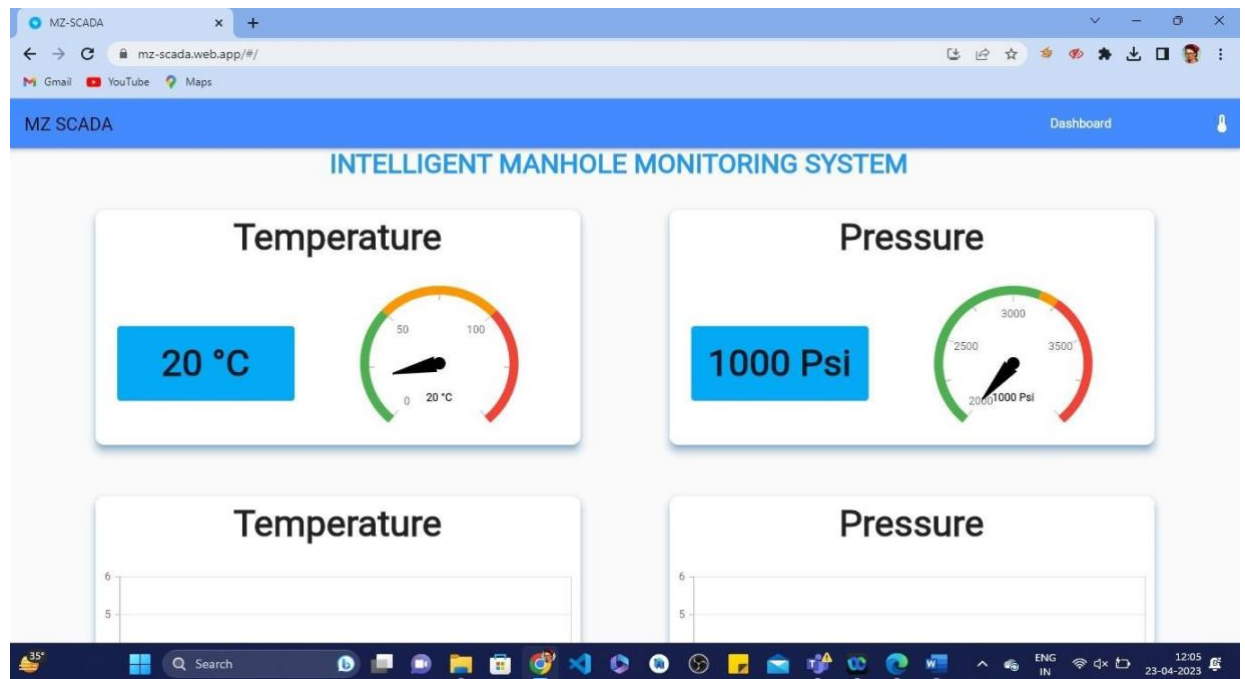 MZ-SCADA
mz-scada.web.app/#/
Gmail YouTube Maps
MZ SCADA Dashboard
INTELLIGENT MANHOLE MONITORING SYSTEM
Temperature
20 °C
0
50
100
20 °C
Pressure
1000 Psi
2000
2500
3000
3500
1000 Psi
Temperature
6
5
Pressure
6
5
35°
Search
ENG
IN
12:05
23-04-2023